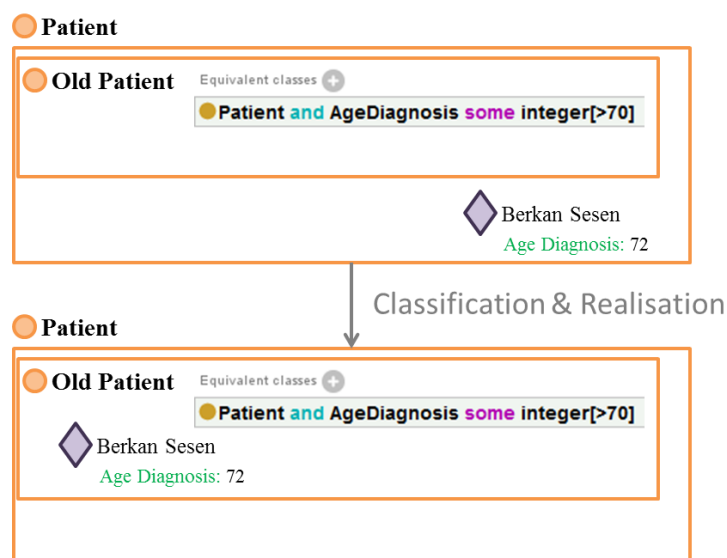 Patient
Old Patient Equivalent classes
Patient and AgeDiagnosis some integer[>70]
Berkan Sesen
Age Diagnosis: 72
Classification & Realisation
Patient
Old Patient Equivalent classes
Patient and AgeDiagnosis some integer[>70]
Berkan Sesen
Age Diagnosis: 72